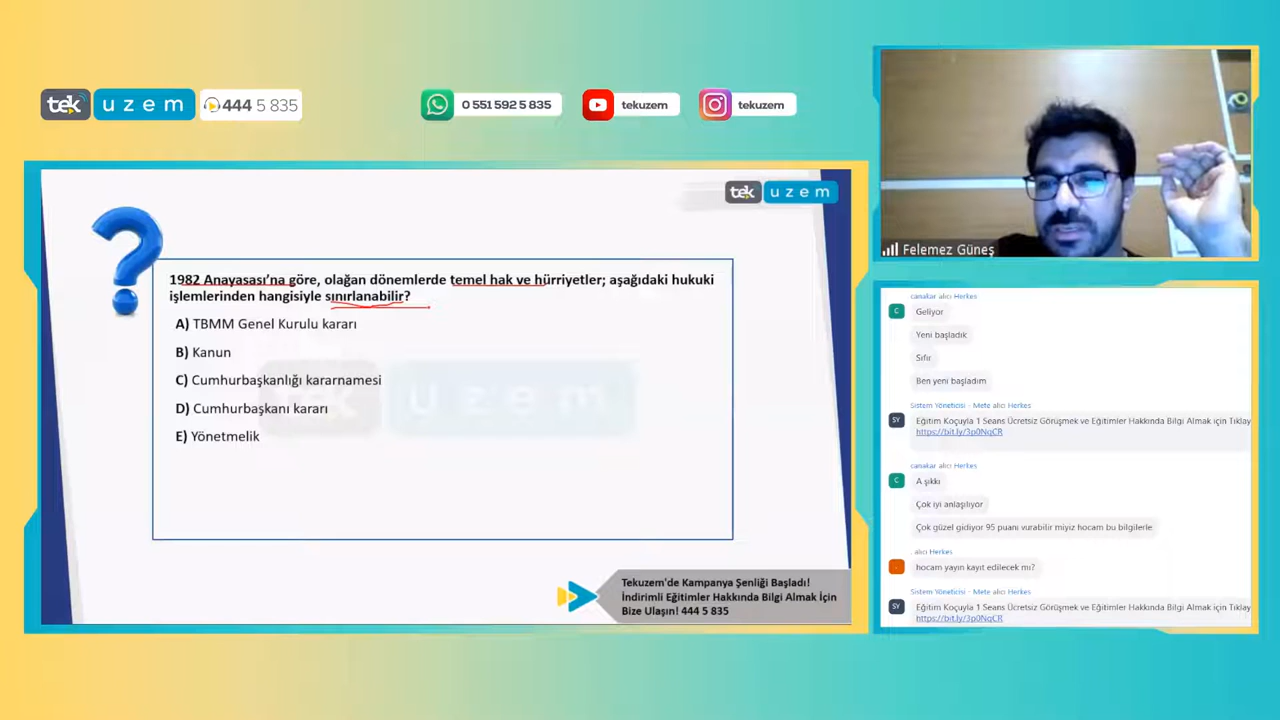 tek uzem 444 5 835
0 551 592 5 835
tekuzem
tekuzem
tek uzem
1982 Anayasası'na göre, olağan dönemlerde temel hak ve hürriyetler; aşağıdaki hukuki
işlemlerinden hangisiyle sınırlanabilir?
A) TBMM Genel Kurulu kararı
B) Kanun
C) Cumhurbaşkanlığı kararnamesi
D) Cumhurbaşkanı kararı
E) Yönetmelik
tek uzem
Tekuzem'de Kampanya Şenliği Başladı!
İndirimli Eğitimler Hakkında Bilgi Almak İçin
Bize Ulaşın! 444 5 835
Felemez Güneş
canakar alıcı Herkes
C
Geliyor
Yeni başladık
Sıfır
Ben yeni başladım
Sistem Yöneticisi - Mete alıcı Herkes
SY
Eğitim Koçuyla 1 Seans Ücretsiz Görüşmek ve Eğitimler Hakkında Bilgi Almak için Tıklay
https://bit.ly/3p0NqCR
canakar alıcı Herkes
C
A şıkkı
Çok iyi anlaşılıyor
Çok güzel gidiyor 95 puanı vurabilir miyiz hocam bu bilgilerle
. alıcı Herkes
hocam yayın kayıt edilecek mı?
Sistem Yöneticisi - Mete alıcı Herkes
SY
Eğitim Koçuyla 1 Seans Ücretsiz Görüşmek ve Eğitimler Hakkında Bilgi Almak için Tıklay
https://bit.ly/3p0NqCR